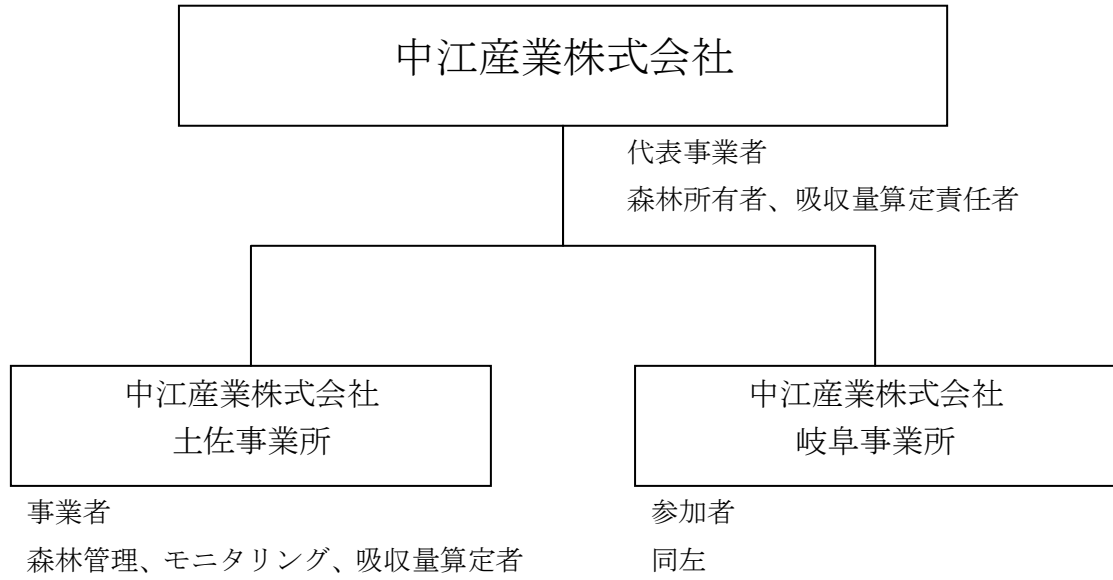 中江産業株式会社
代表事業者
森林所有者、吸収量算定責任者
中江産業株式会社
土佐事業所
事業者
森林管理、モニタリング、吸収量算定者
中江産業株式会社
岐阜事業所
参加者
同左